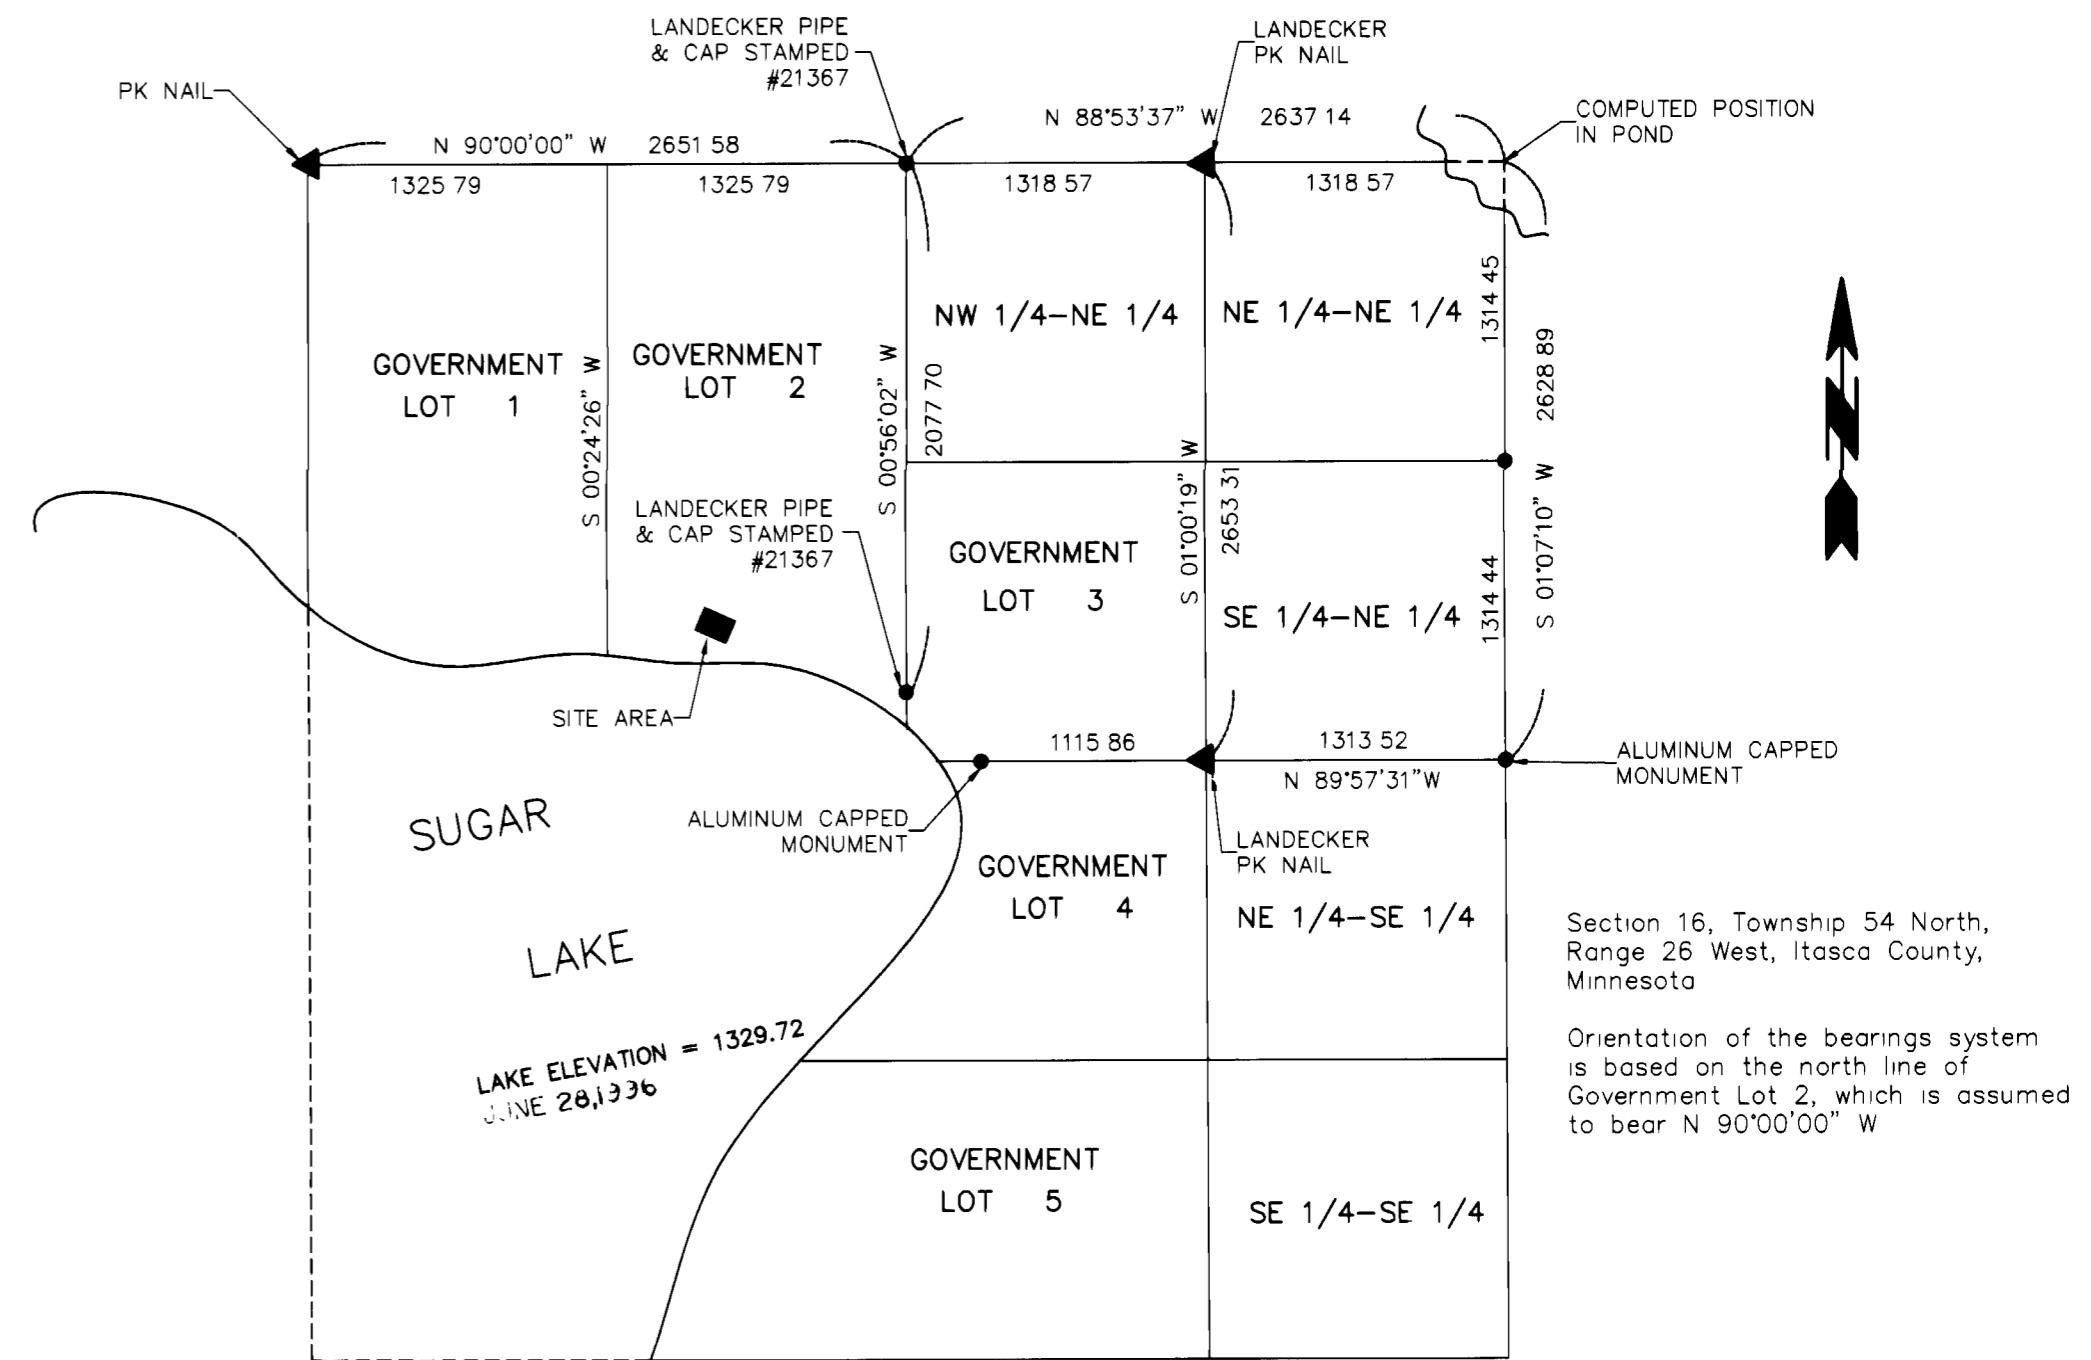 LANDECKER PIPE
& CAP STAMPED
#21367
LANDECKER
PK NAIL
PK NAIL
COMPUTED POSITION
IN POND
N 90°00'00" W 2651 58
N 88°53'37" W 2637 14
1325 79
1325 79
1318 57
1318 57
GOVERNMENT
LOT 1
S 00°24'26" W
GOVERNMENT
LOT 2
S 00°56'02" W
2077 70
NW 1/4-NE 1/4
NE 1/4-NE 1/4
1314 45
2628 89
N
LANDECKER PIPE
& CAP STAMPED
#21367
GOVERNMENT
LOT 3
S 01°00'19" W
2653 31
SE 1/4-NE 1/4
1314 44
S 01°07'10" W
SITE AREA
1115 86
1313 52
N 89°57'31"W
ALUMINUM CAPPED
MONUMENT
ALUMINUM CAPPED
MONUMENT
LANDECKER
PK NAIL
SUGAR
LAKE
LAKE ELEVATION = 1329.72
JUNE 28,1996
GOVERNMENT
LOT 4
NE 1/4-SE 1/4
GOVERNMENT
LOT 5
SE 1/4-SE 1/4
Section 16, Township 54 North,
Range 26 West, Itasca County,
Minnesota
Orientation of the bearings system
is based on the north line of
Government Lot 2, which is assumed
to bear N 90°00'00" W